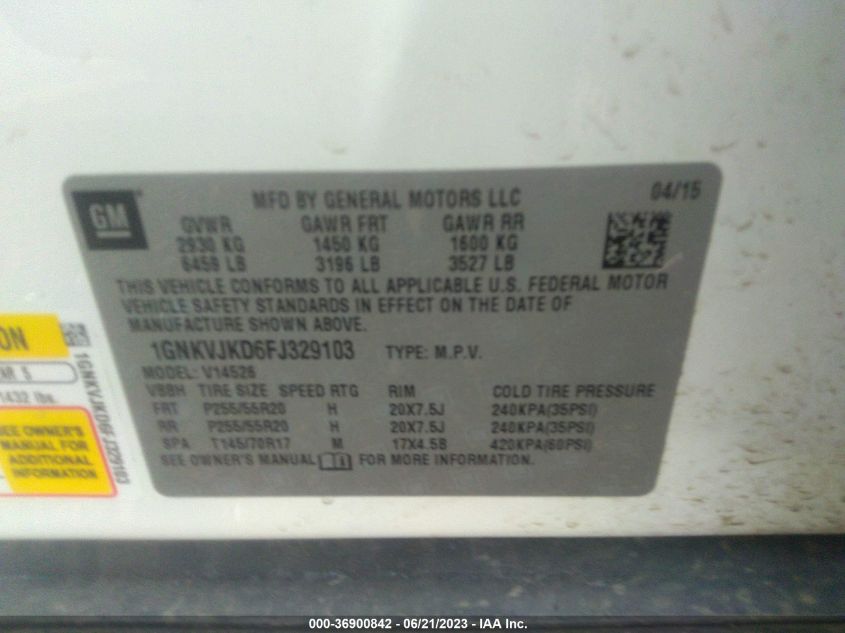 GM
MFD BY GENERAL MOTORS LLC 04/15
GVWR GAWR FRT GAWR RR
2930 KG 1450 KG 1600 KG
6459 LB 3196 LB 3527 LB
THIS VEHICLE CONFORMS TO ALL APPLICABLE U.S. FEDERAL MOTOR
VEHICLE SAFETY STANDARDS IN EFFECT ON THE DATE OF
MANUFACTURE SHOWN ABOVE.
1GNKVJKD6FJ329103 TYPE: M.P.V.
MODEL: V14526
VBBH TIRE SIZE SPEED RTG RIM COLD TIRE PRESSURE
FRT P255/55R20 H 20X7.5J 240KPA(35PSI)
RR P255/55R20 H 20X7.5J 240KPA(35PSI)
SPA T145/70R17 M 17X4.5B 420KPA(60PSI)
SEE OWNER'S MANUAL FOR MORE INFORMATION.
ON
AR 5
1432 lbs.
SEE OWNER'S
MANUAL FOR
ADDITIONAL
INFORMATION
1GNKVJKD6FJ329103
000-36900842 - 06/21/2023 - IAA Inc.